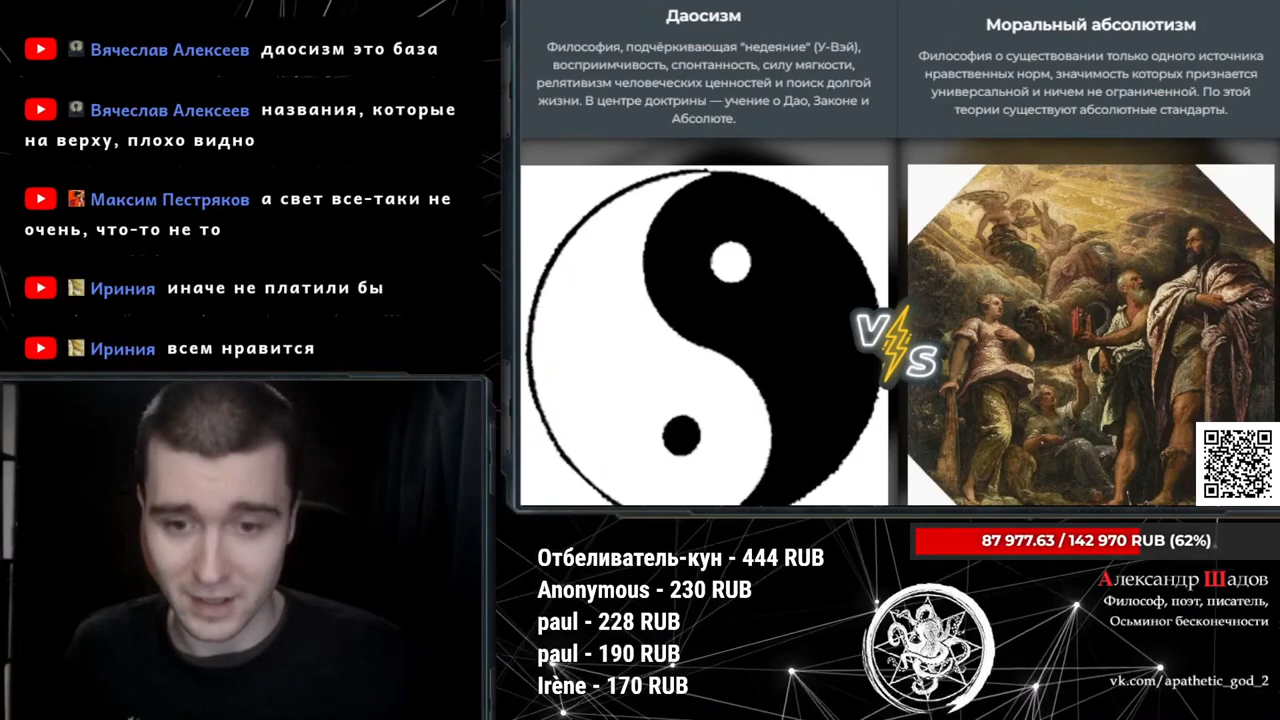 Вячеслав Алексеев даосизм это база
Вячеслав Алексеев названия, которые
на верху, плохо видно
Максим Пестряков а свет все-таки не
очень, что-то не то
Ириния иначе не платили бы
Ириния всем нравится
Даосизм
Философия, подчёркивающая "недеяние" (У-Вэй),
восприимчивость, спонтанность, силу мягкости,
релятивизм человеческих ценностей и поиск долгой
жизни. В центре доктрины — учение о Дао, Законе и
Абсолюте.
Моральный абсолютизм
Философия о существовании только одного источника
нравственных норм, значимость которых признается
универсальной и ничем не ограниченной. По этой
теории существуют абсолютные стандарты.
VS
Отбеливатель-кун - 444 RUB
Anonymous - 230 RUB
paul - 228 RUB
paul - 190 RUB
Irène - 170 RUB
87 977.63 / 142 970 RUB (62%)
Александр Шадов
Философ, поэт, писатель,
Осьминог бесконечности
vk.com/apathetic_god_2